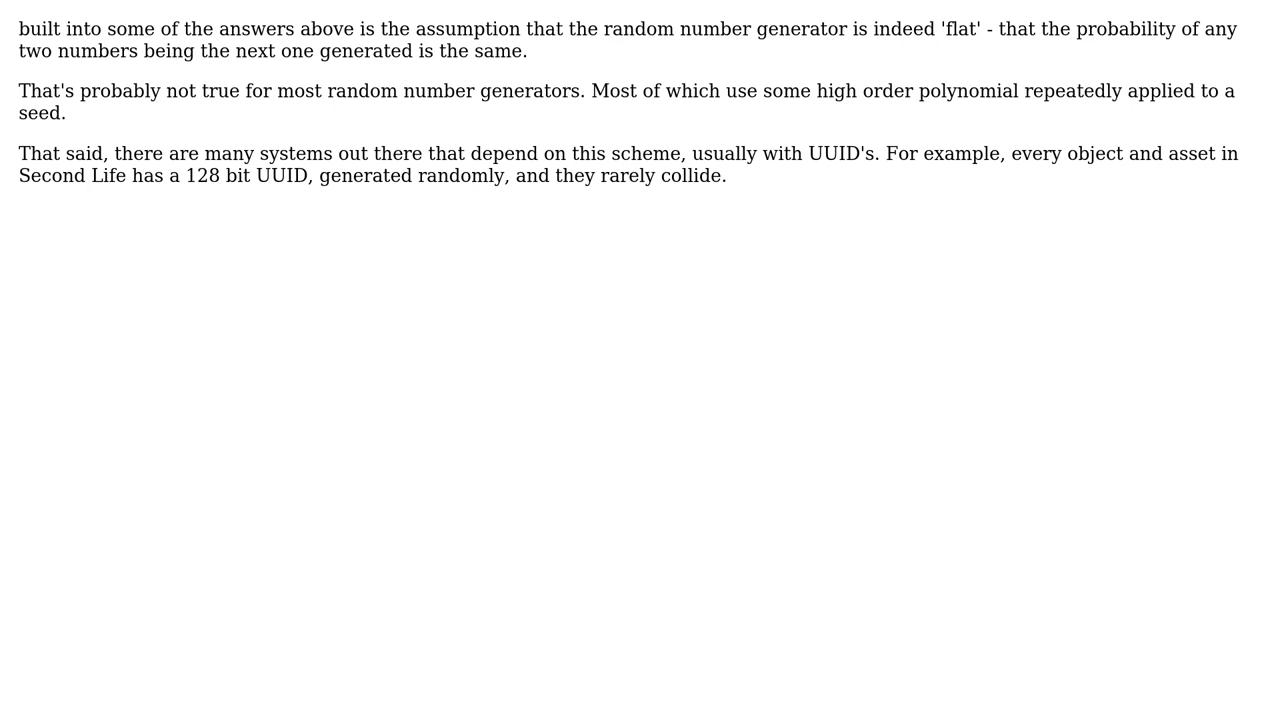 built into some of the answers above is the assumption that the random number generator is indeed 'flat' - that the probability of any
two numbers being the next one generated is the same.
That's probably not true for most random number generators. Most of which use some high order polynomial repeatedly applied to a
seed.
That said, there are many systems out there that depend on this scheme, usually with UUID's. For example, every object and asset in
Second Life has a 128 bit UUID, generated randomly, and they rarely collide.